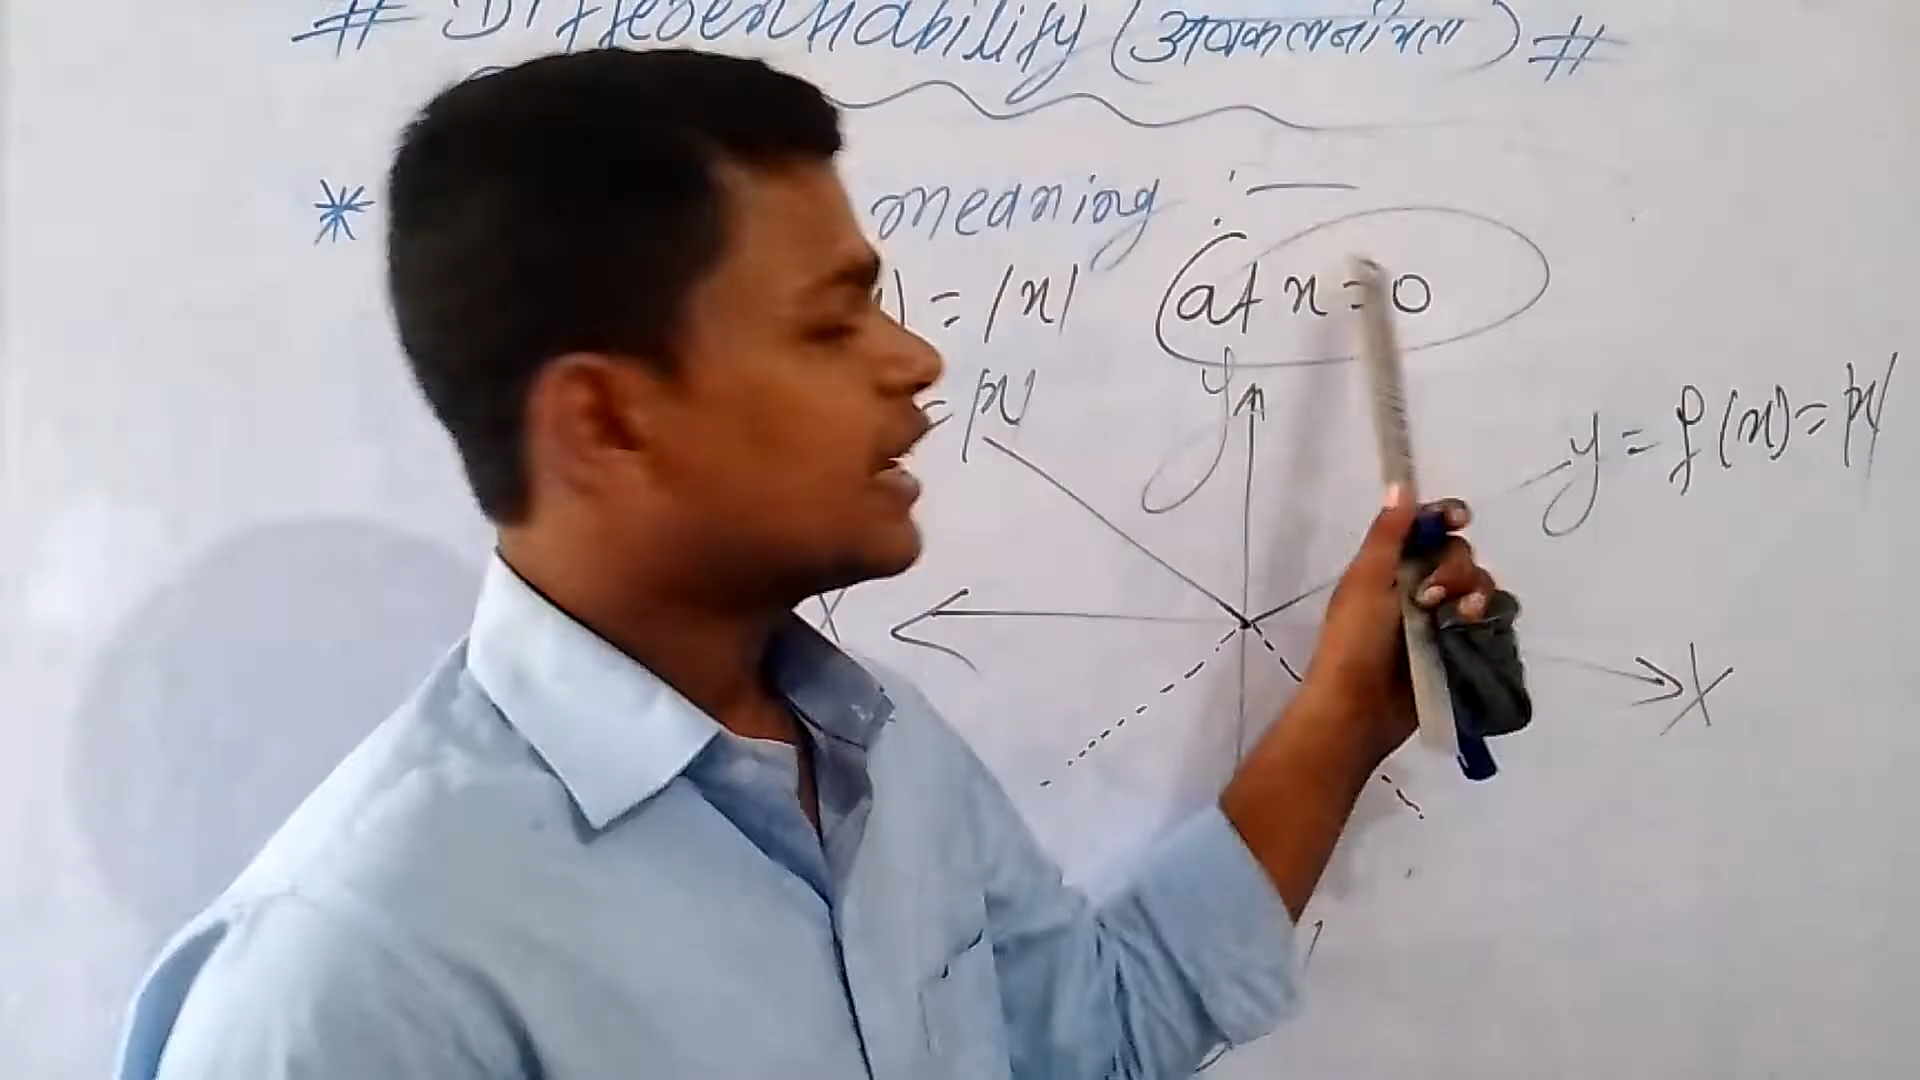 # Differentiability (अवकलनीयता) #
* meaning :-
) = |x| (at x = 0
= |x|
y
y = f(x) = |x|
X
X